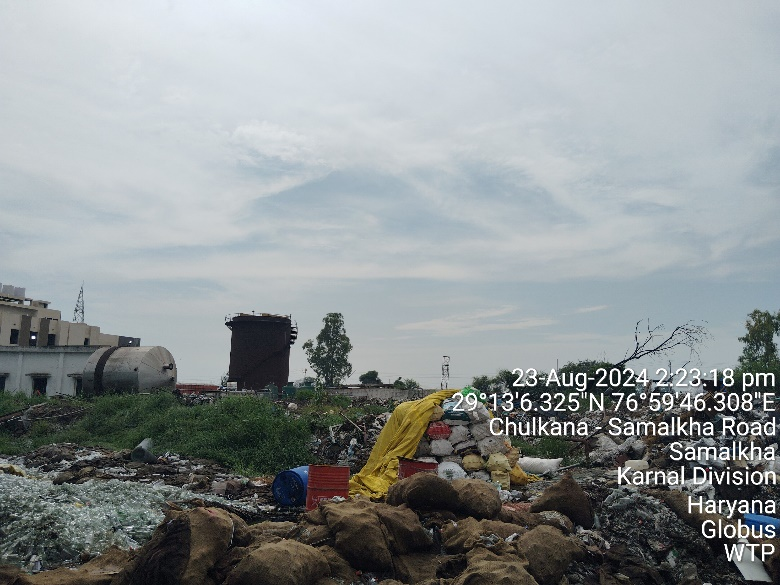 23-Aug-2024 2:23:18 pm
29°13'6.325"N 76°59'46.308"E
Chulkana - Samalkha Road
Samalkha
Karnal Division
Haryana
Globus
WTP